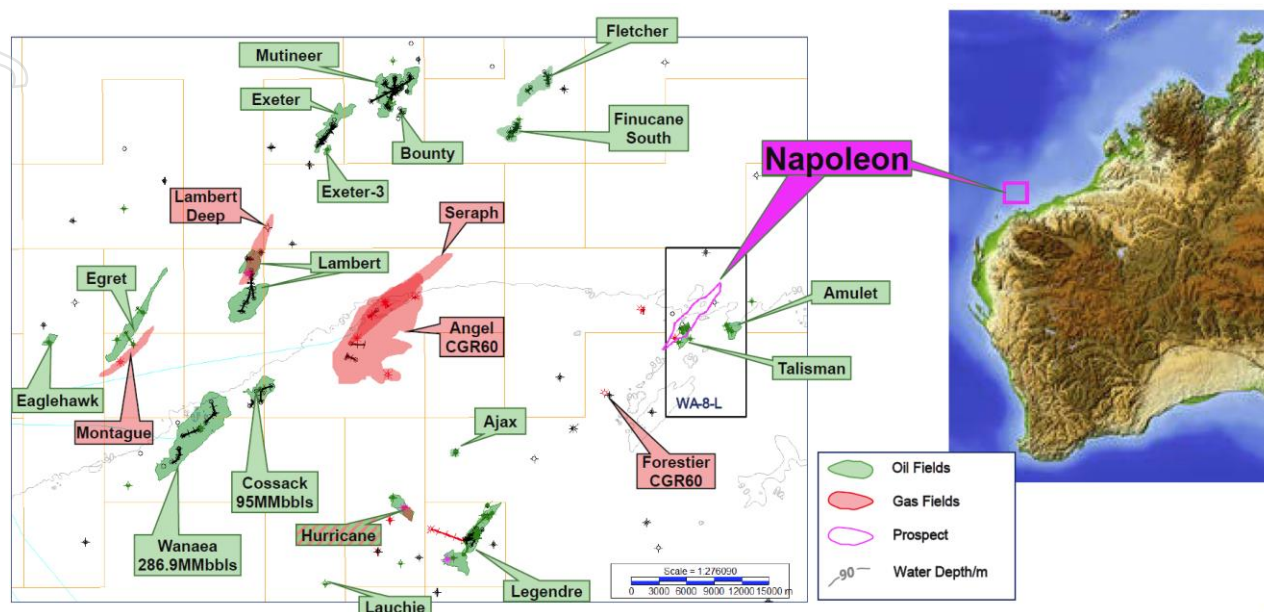 Fletcher
Mutineer
Exeter
Finucane
South
Bounty
Napoleon
Exeter-3
Lambert
Deep
Seraph
Lambert
Egret
Amulet
Angel
CGR60
Talisman
Eaglehawk
WA-8-L
Montague
Ajax
Forestier
CGR60
Cossack
95MMbbls
Hurricane
Wanaea
286.9MMbbls
Legendre
Lauchie
Scale = 1:276090
0 3000 6000 9000 12000 15000 m
Oil Fields
Gas Fields
Prospect
90
Water Depth/m